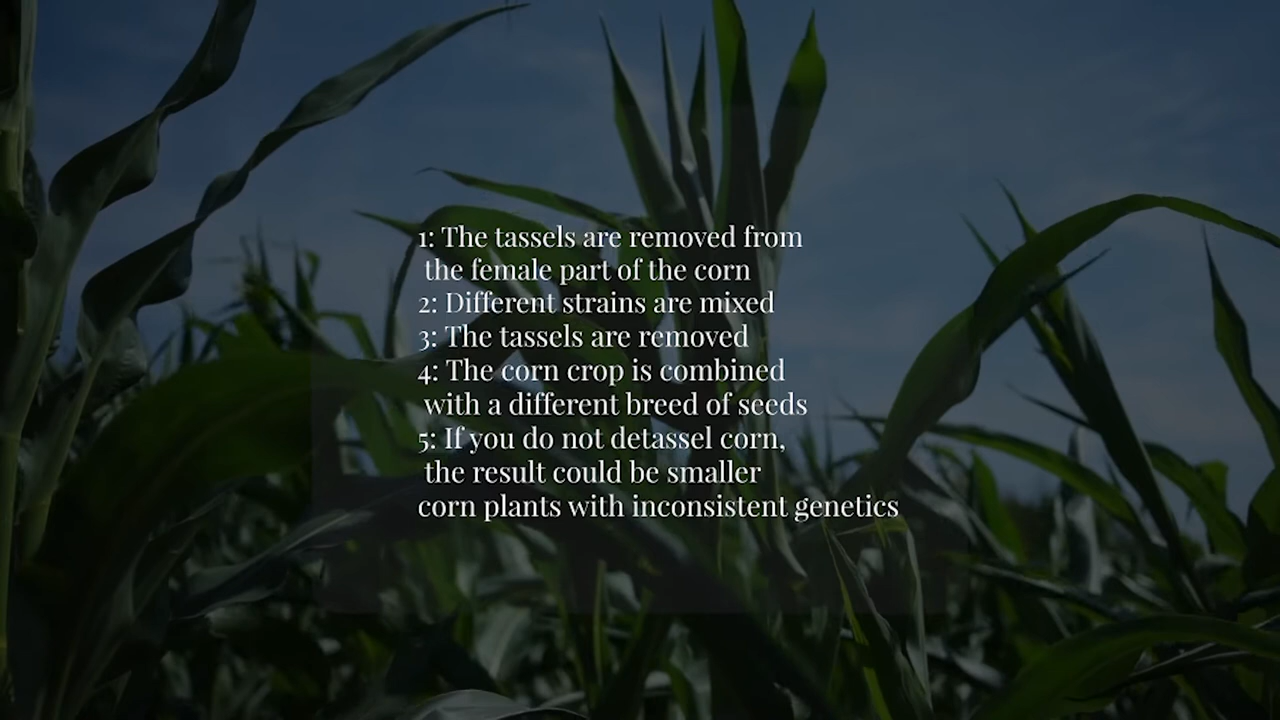 1: The tassels are removed from
the female part of the corn
2: Different strains are mixed
3: The tassels are removed
4: The corn crop is combined
with a different breed of seeds
5: If you do not detassel corn,
the result could be smaller
corn plants with inconsistent genetics